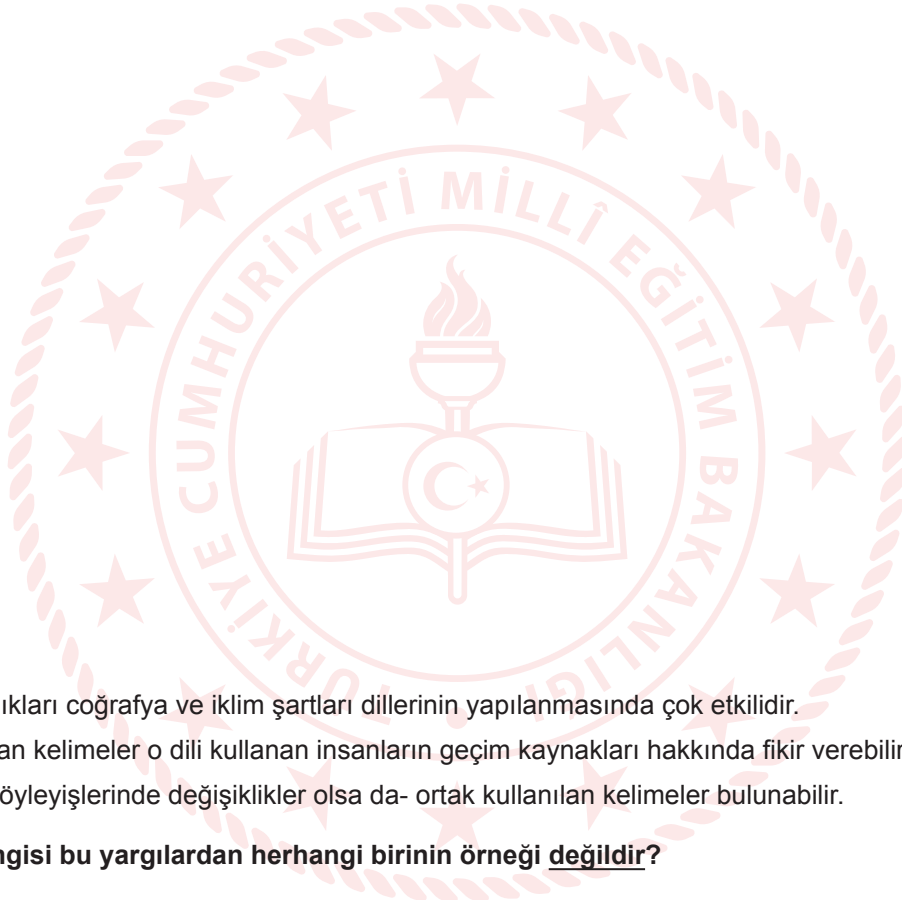 TÜRKİYE CUMHURİYETİ MİLLÎ EĞİTİM BAKANLIĞI
ıkları coğrafya ve iklim şartları dillerinin yapılanmasında çok etkilidir.
an kelimeler o dili kullanan insanların geçim kaynakları hakkında fikir verebilir
öyleyişlerinde değişiklikler olsa da- ortak kullanılan kelimeler bulunabilir.
ngisi bu yargılardan herhangi birinin örneği değildir?